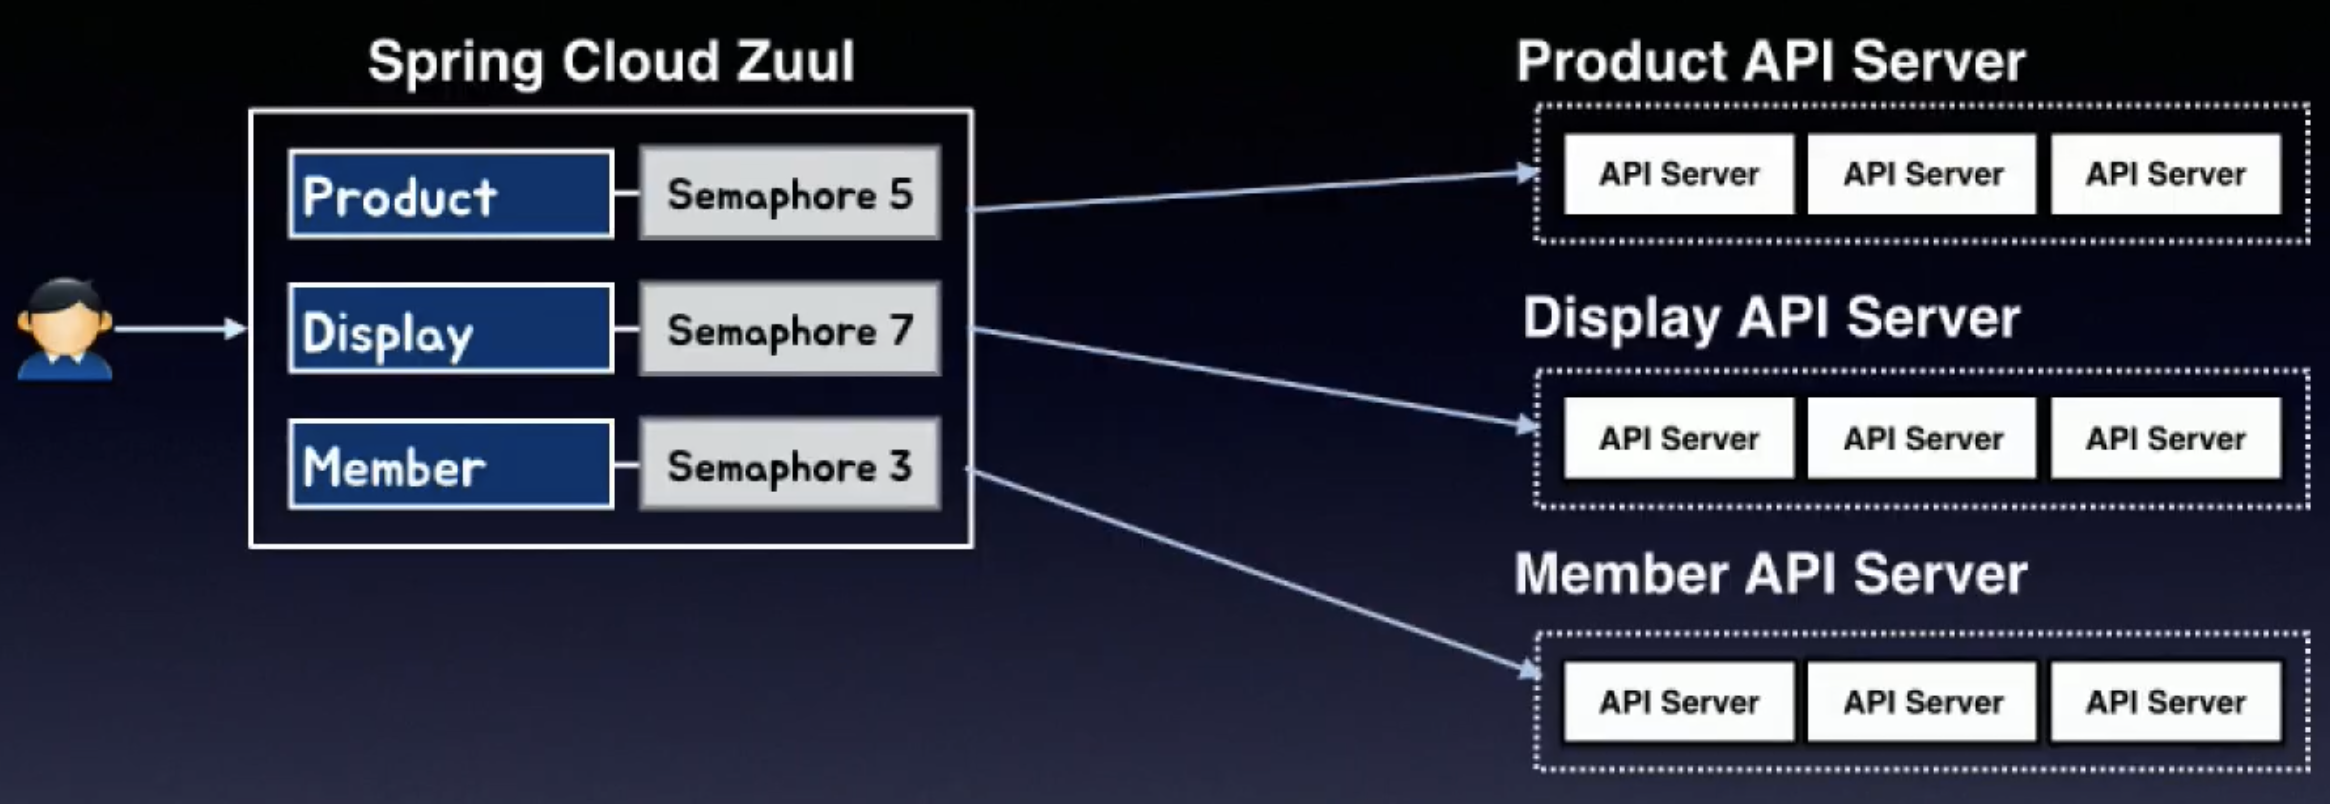 Spring Cloud Zuul
Product
Semaphore 5
Display
Semaphore 7
Member
Semaphore 3
Product API Server
API Server
API Server
API Server
Display API Server
API Server
API Server
API Server
Member API Server
API Server
API Server
API Server